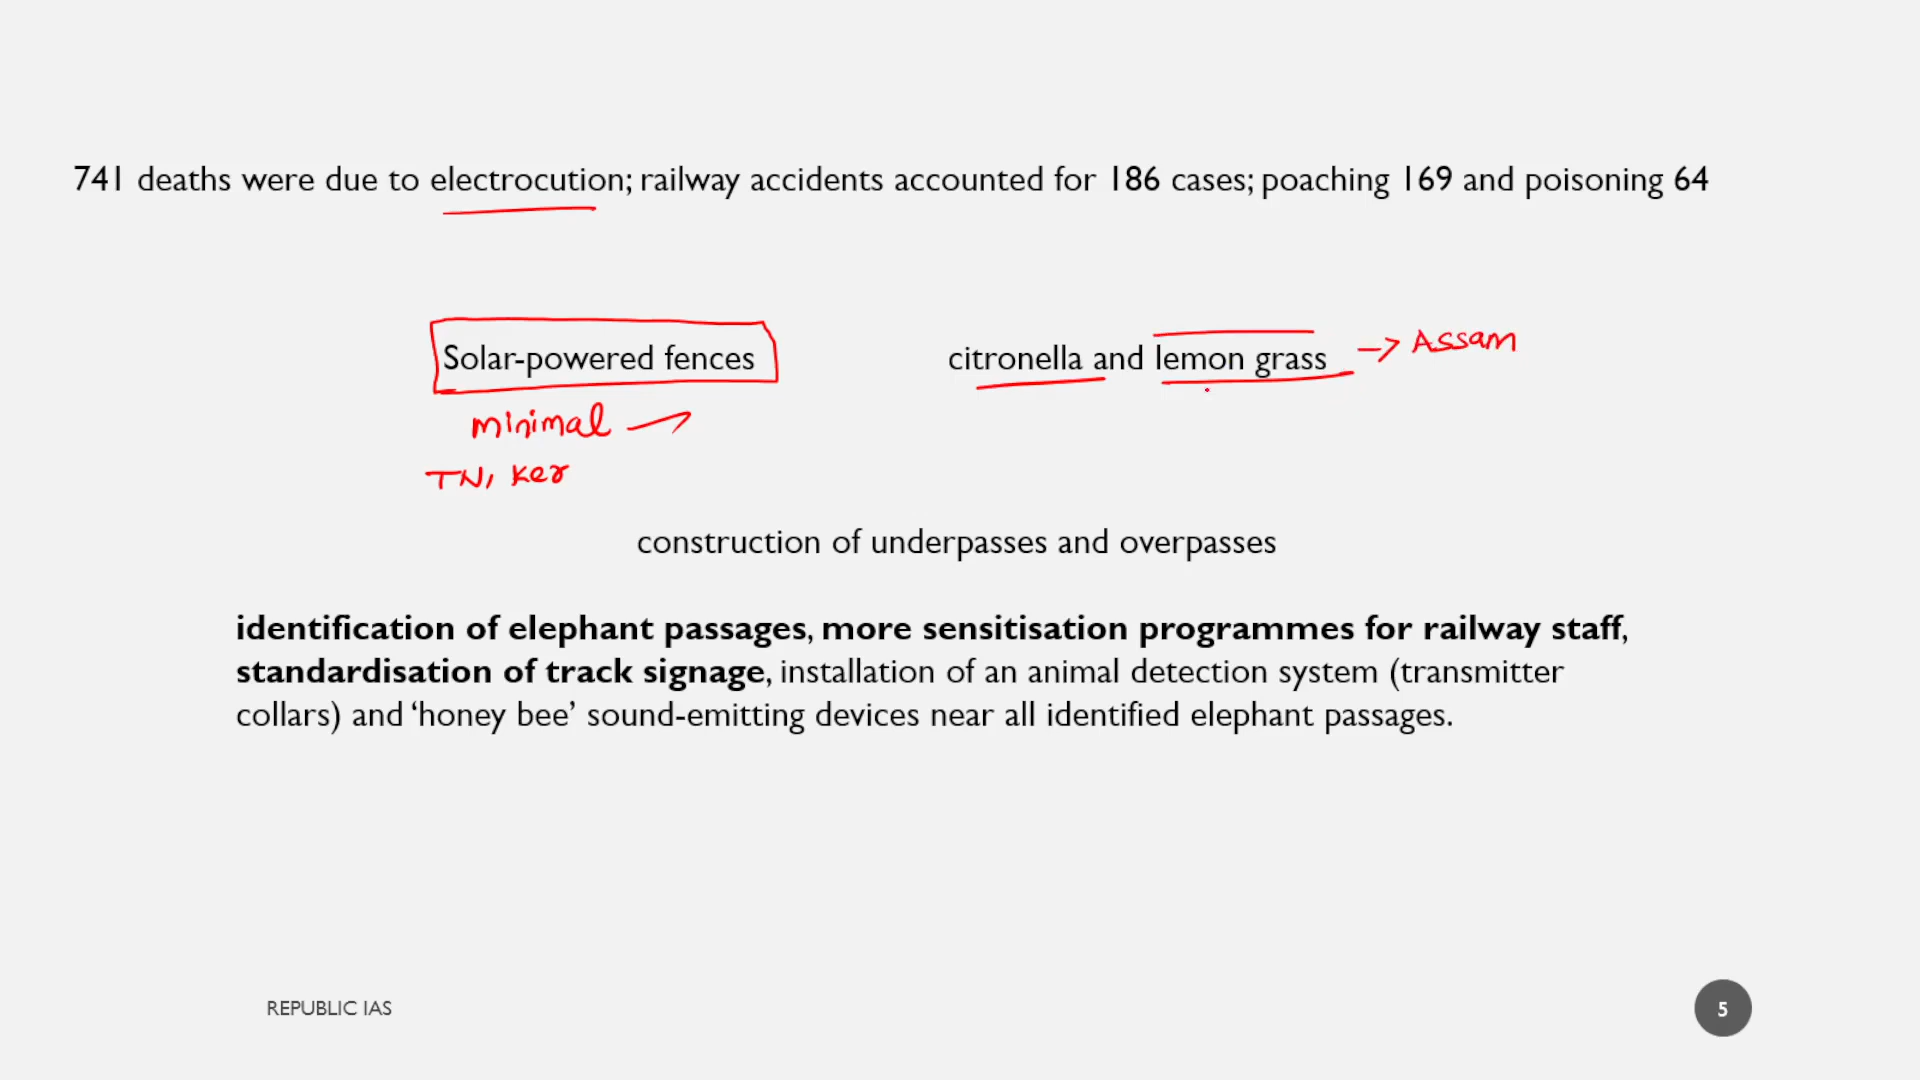 741 deaths were due to electrocution; railway accidents accounted for 186 cases; poaching 169 and poisoning 64
Solar-powered fences
citronella and lemon grass → Assam
minimal →
TN, Ker
construction of underpasses and overpasses
identification of elephant passages, more sensitisation programmes for railway staff,
standardisation of track signage, installation of an animal detection system (transmitter
collars) and ‘honey bee’ sound-emitting devices near all identified elephant passages.
REPUBLIC IAS
5